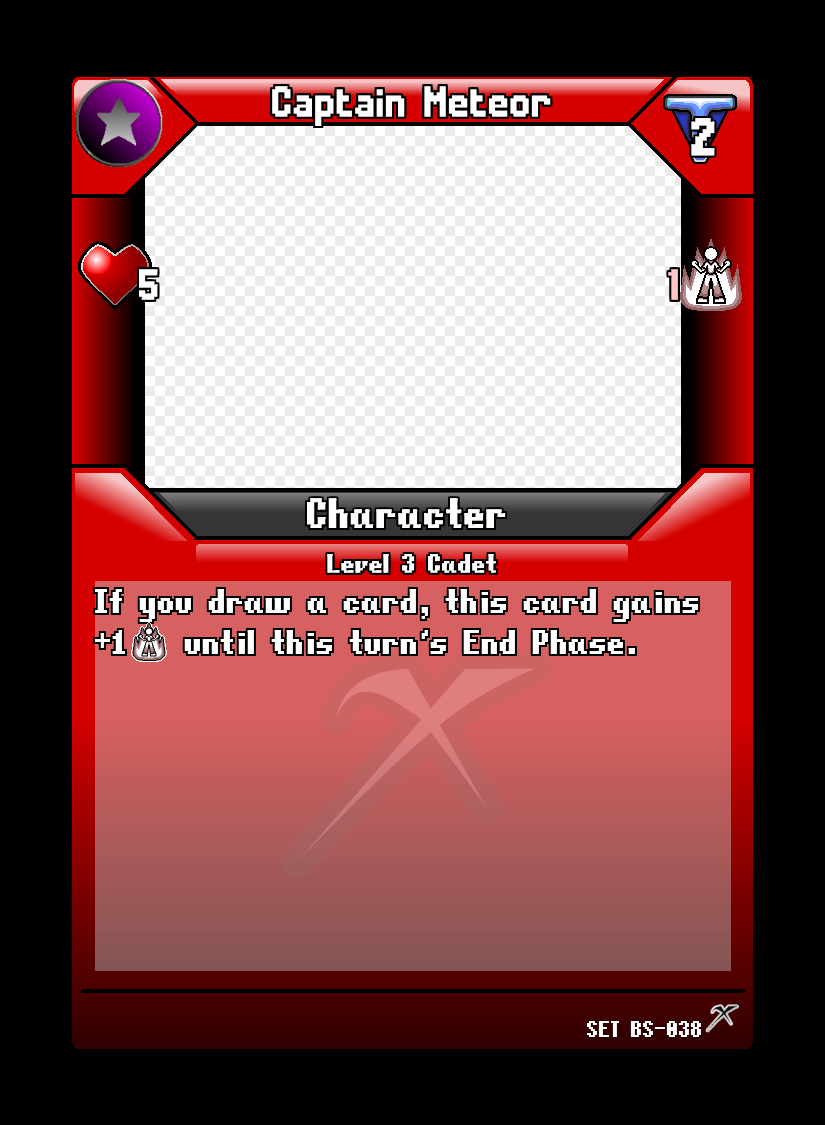 Captain Meteor
2
5
1
Character
Level 3 Cadet
If you draw a card, this card gains
+1 until this turn's End Phase.
SET BS-038